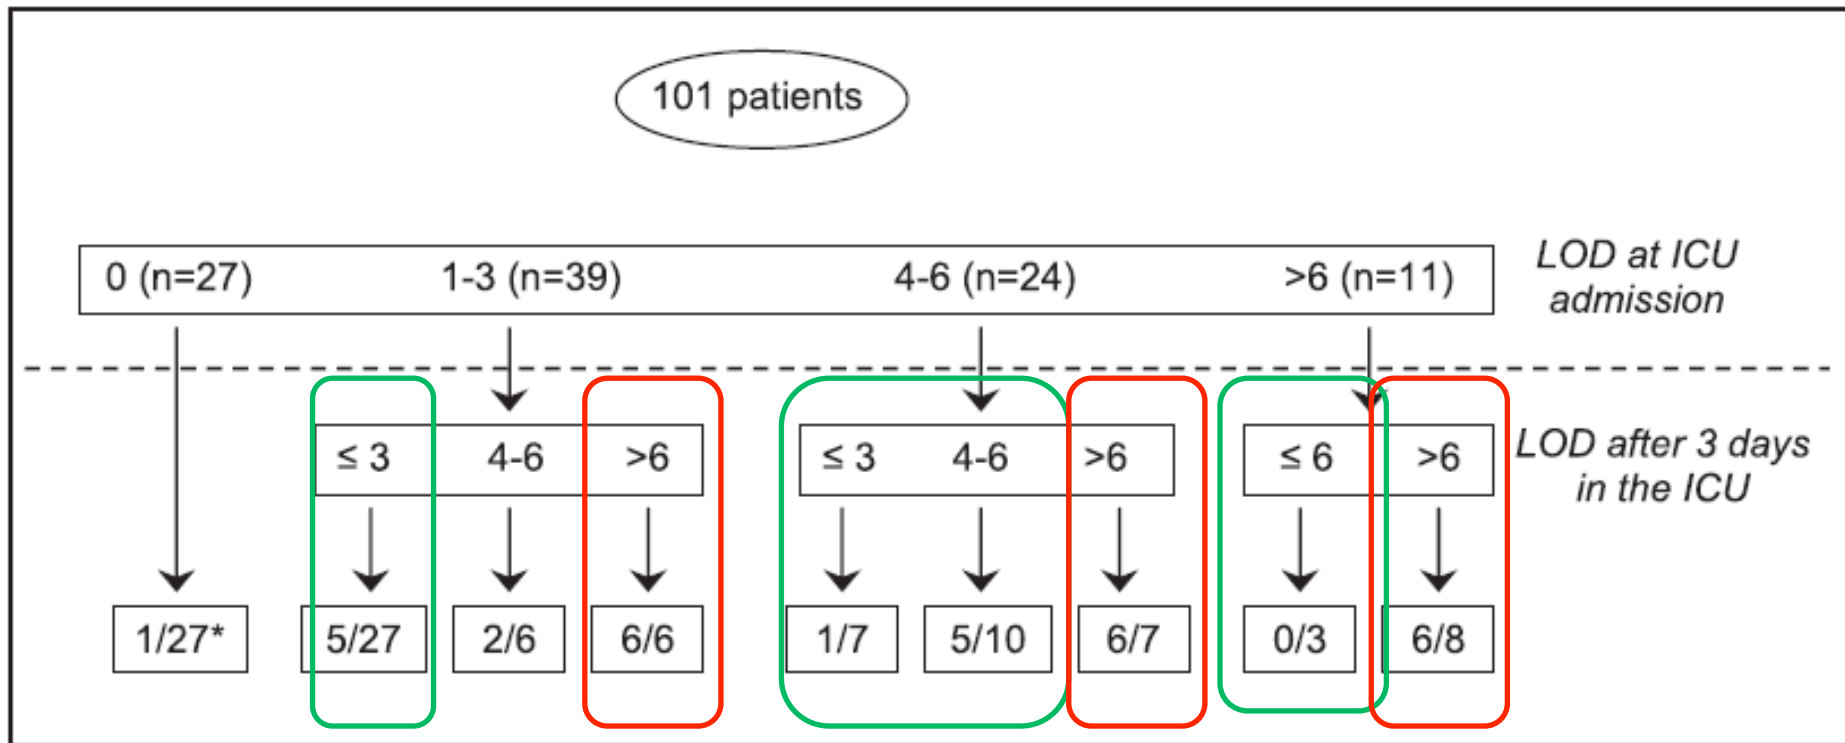 101 patients
0 (n=27) 1-3 (n=39) 4-6 (n=24) >6 (n=11)
LOD at ICU
admission
≤ 3 4-6 >6 ≤ 3 4-6 >6 ≤ 6 >6
LOD after 3 days
in the ICU
1/27* 5/27 2/6 6/6 1/7 5/10 6/7 0/3 6/8